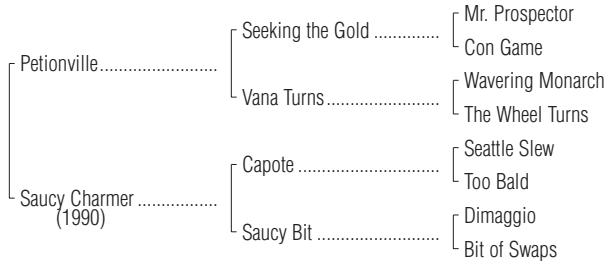 Mr. Prospector
Seeking the Gold ..............
Con Game
Petionville.........................
Wavering Monarch
Vana Turns........................
The Wheel Turns
Seattle Slew
Capote ..............................
Too Bald
Saucy Charmer .................
(1990)
Dimaggio
Saucy Bit ..........................
Bit of Swaps